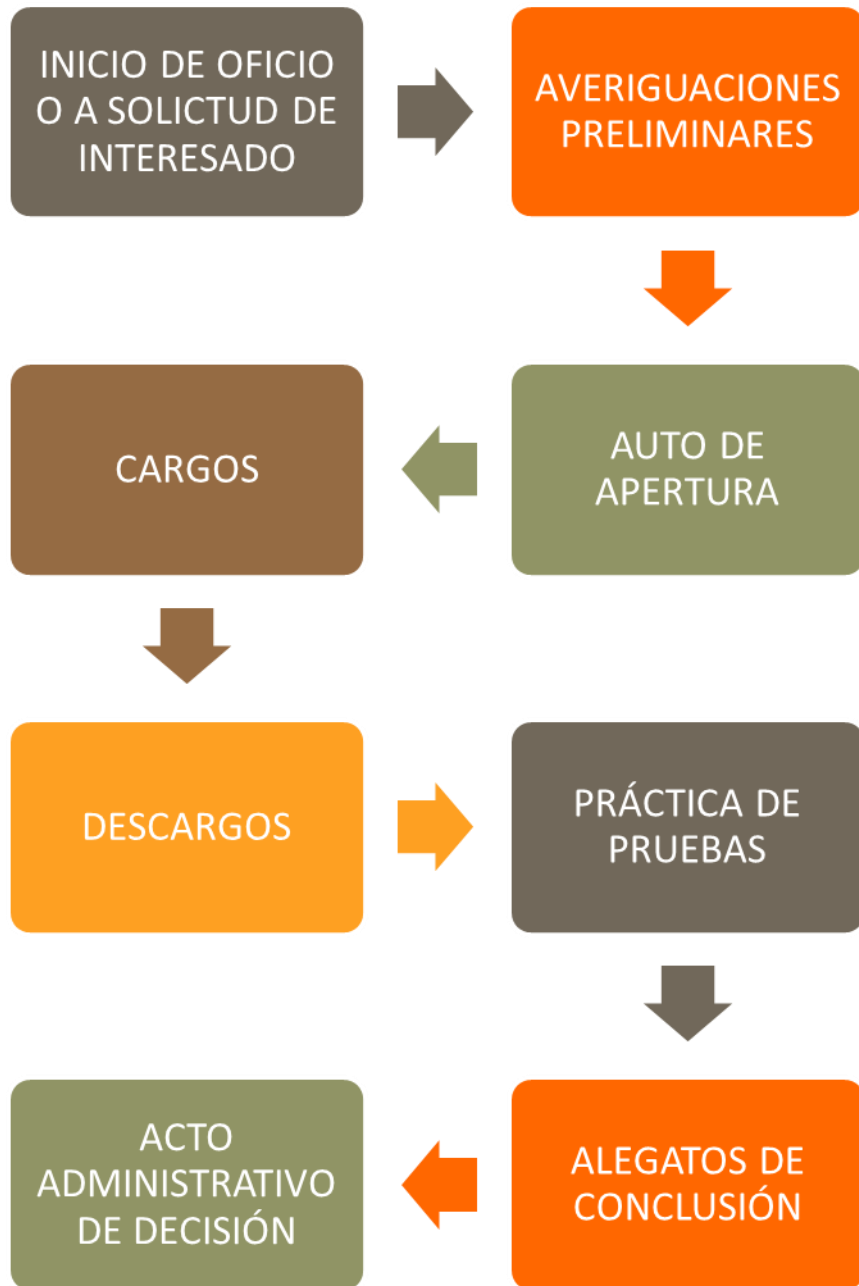 INICIO DE OFICIO
O A SOLICTUD DE
INTERESADO
AVERIGUACIONES
PRELIMINARES
AUTO DE
APERTURA
CARGOS
DESCARGOS
PRÁCTICA DE
PRUEBAS
ALEGATOS DE
CONCLUSIÓN
ACTO
ADMINISTRATIVO
DE DECISIÓN